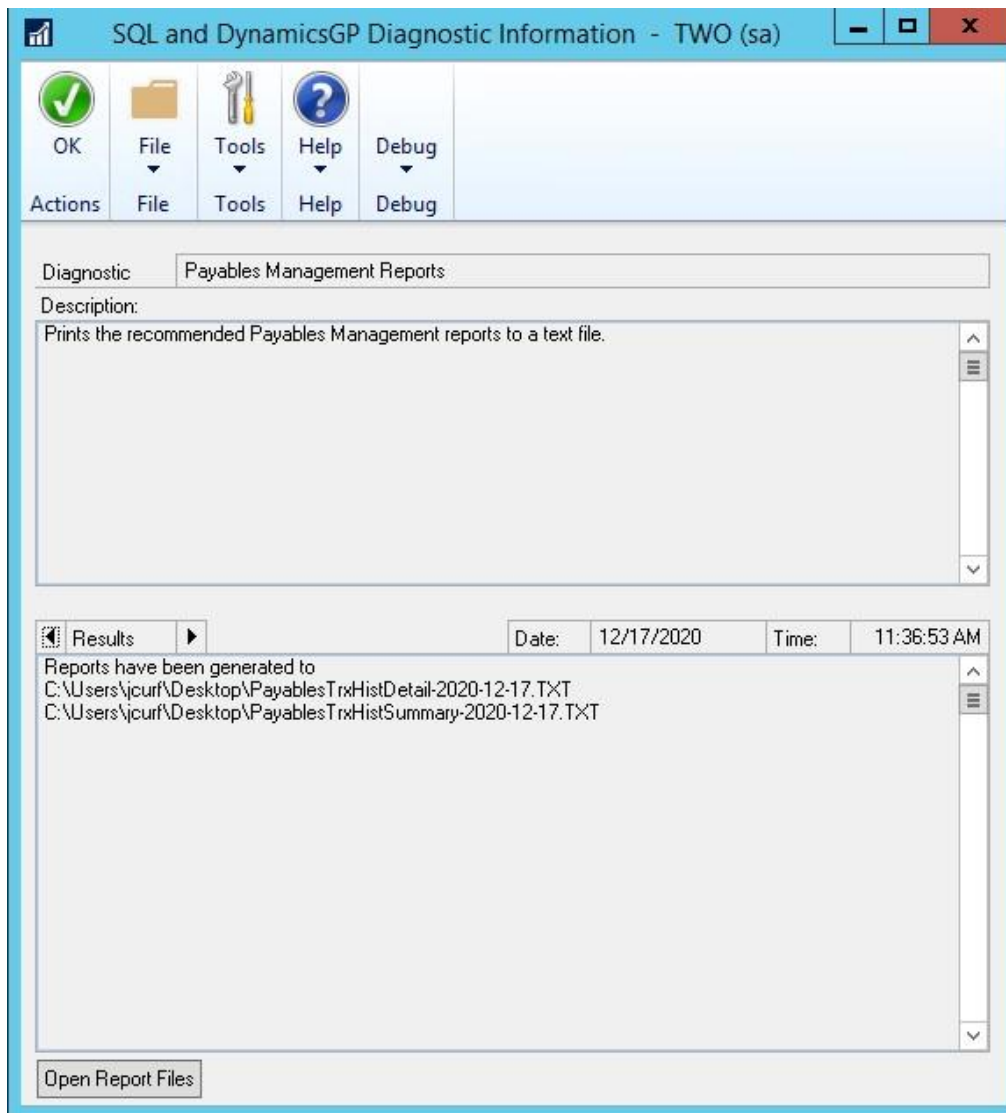 SQL and DynamicsGP Diagnostic Information - TWO (sa)
OK File Tools Help Debug
Actions File Tools Help Debug
Diagnostic Payables Management Reports
Description:
Prints the recommended Payables Management reports to a text file.
Results Date: 12/17/2020 Time: 11:36:53 AM
Reports have been generated to
C:\Users\jcurf\Desktop\PayablesTrxHistDetail-2020-12-17.TXT
C:\Users\jcurf\Desktop\PayablesTrxHistSummary-2020-12-17.TXT
Open Report Files